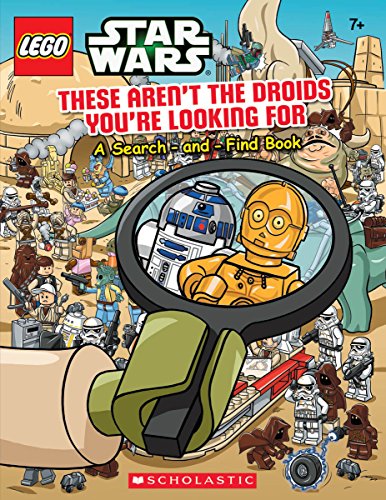 LEGO
STAR
WARS
7+
THESE AREN'T THE DROIDS
YOU'RE LOOKING FOR
A Search - and - Find Book
SCHOLASTIC